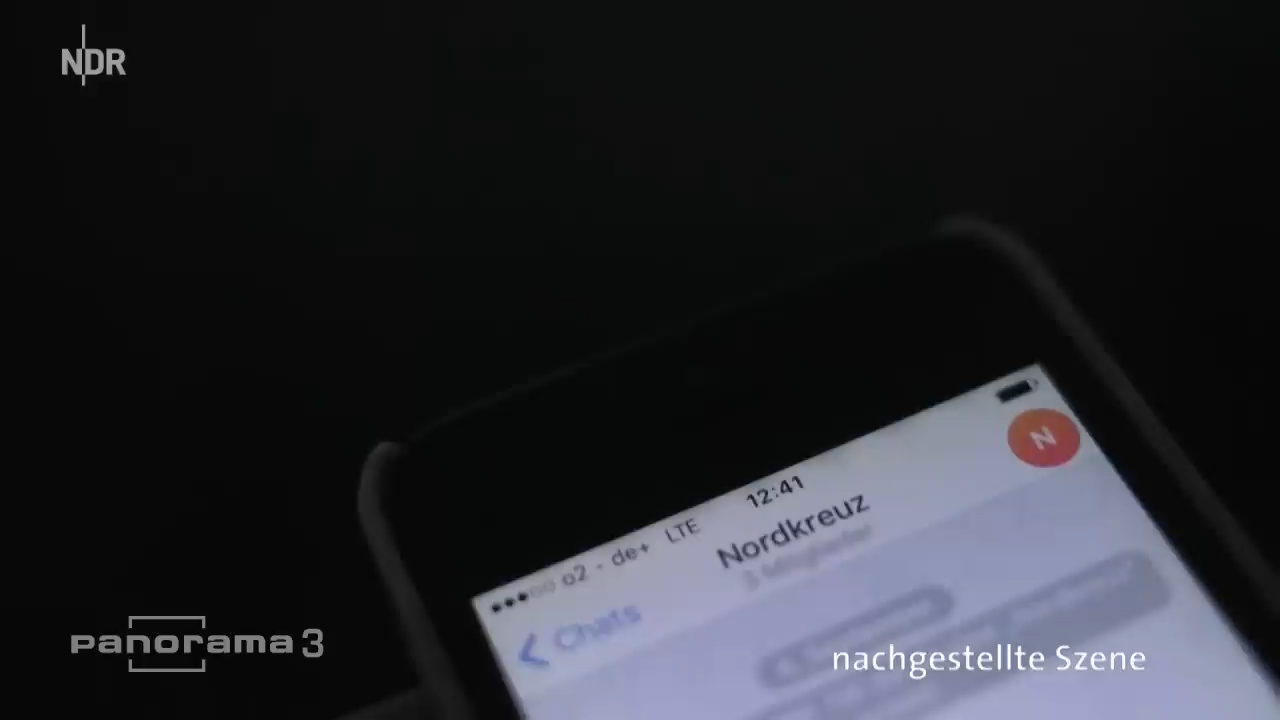 NDR
12:41
N
●●●○○ o2 - de+ LTE
Nordkreuz
Chats
panorama 3
nachgestellte Szene